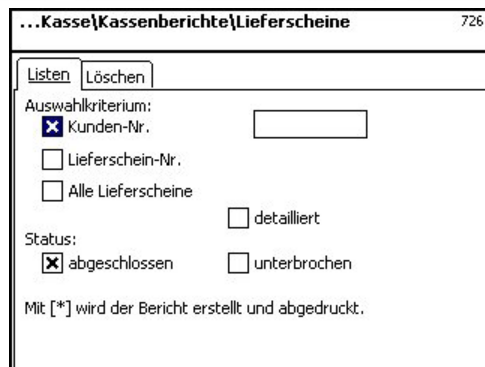 ...Kasse\Kassenberichte\Lieferscheine 726
Listen Löschen
Auswahlkriterium:
Kunden-Nr.
Lieferschein-Nr.
Alle Lieferscheine
detailliert
Status:
abgeschlossen unterbrochen
Mit [*] wird der Bericht erstellt und abgedruckt.